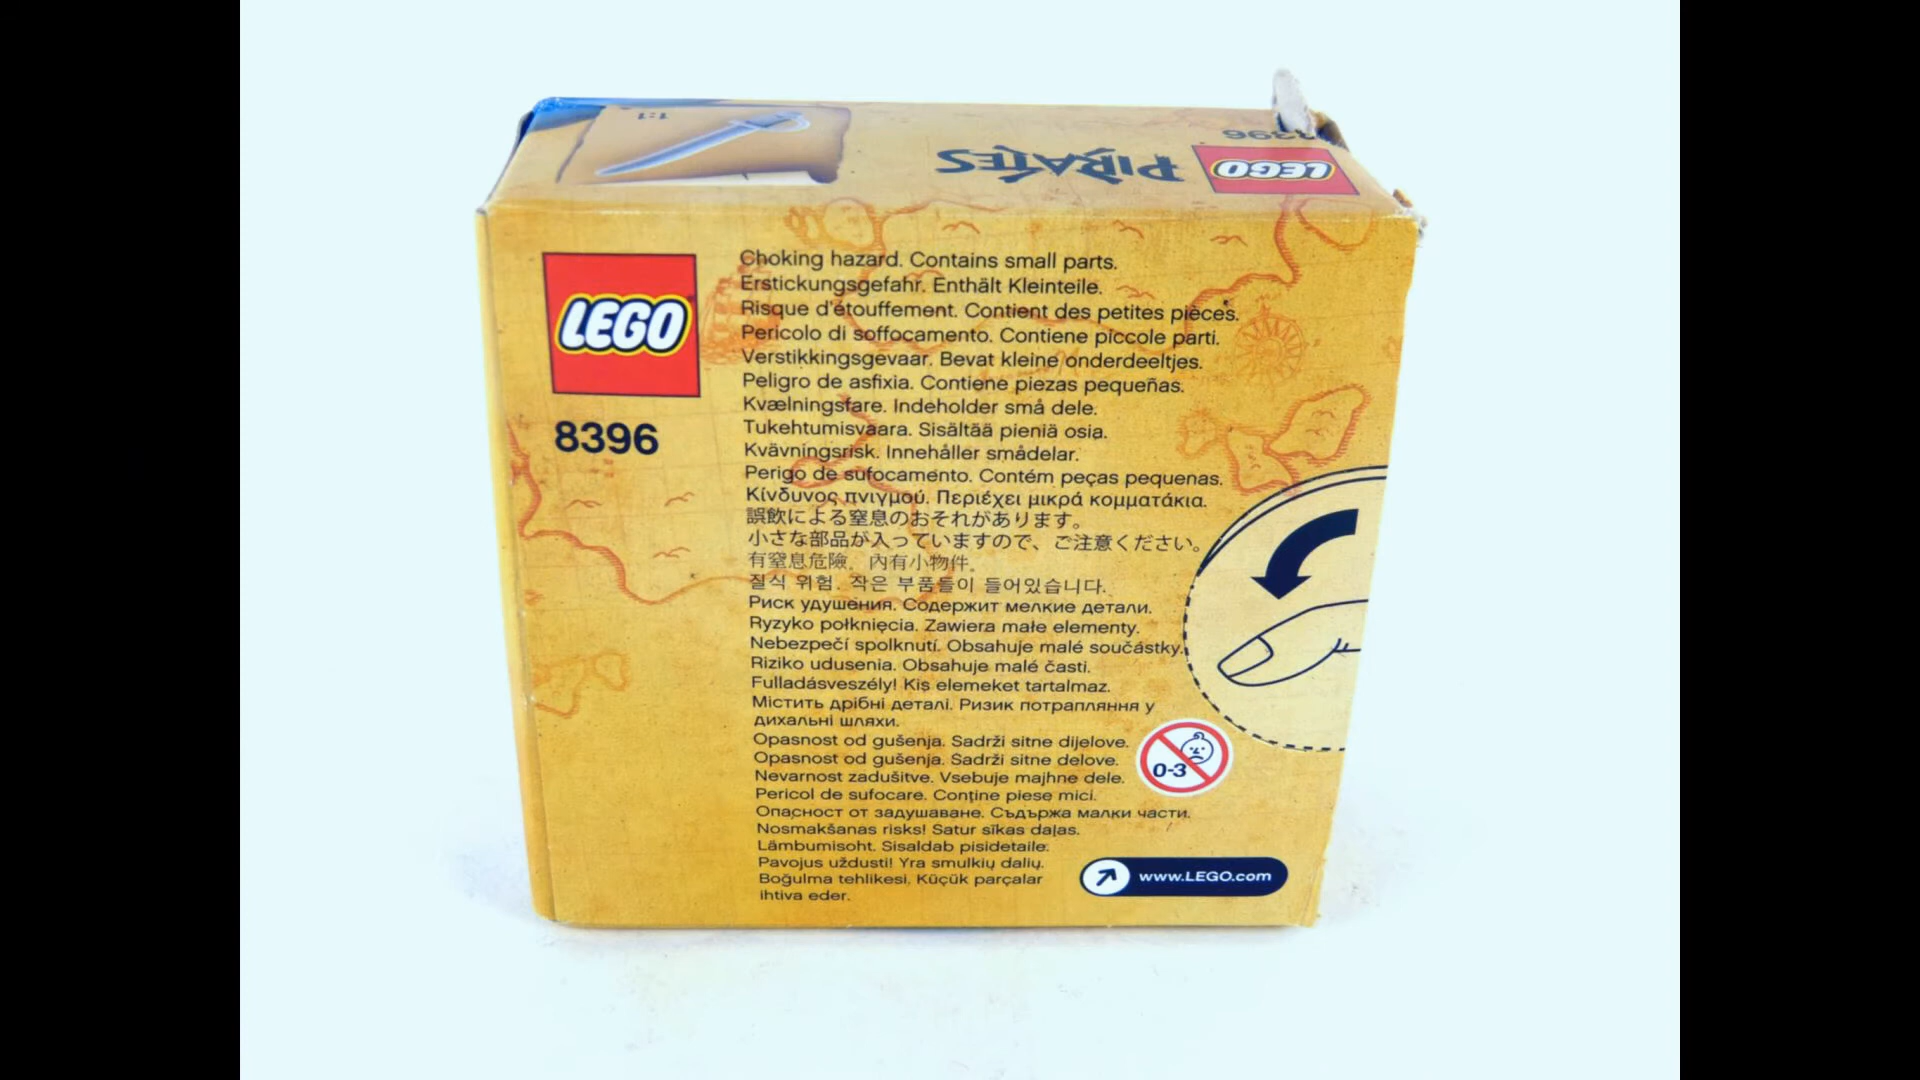 1:1
PIRATES
LEGO
LEGO
8396
Choking hazard. Contains small parts.
Erstickungsgefahr. Enthält Kleinteile.
Risque d'étouffement. Contient des petites pièces.
Pericolo di soffocamento. Contiene piccole parti.
Verstikkingsgevaar. Bevat kleine onderdeeltjes.
Peligro de asfixia. Contiene piezas pequeñas.
Kvælningsfare. Indeholder små dele.
Tukehtumisvaara. Sisältää pieniä osia.
Kvävningsrisk. Innehåller smådelar.
Perigo de sufocamento. Contém peças pequenas.
Κίνδυνος πνιγμού. Περιέχει μικρά κομματάκια.
誤飲による窒息のおそれがあります。
小さな部品が入っていますので、ご注意ください。
有窒息危險。內有小物件。
질식 위험. 작은 부품들이 들어있습니다.
Риск удушения. Содержит мелкие детали.
Ryzyko połknięcia. Zawiera małe elementy.
Nebezpečí spolknutí. Obsahuje malé součástky.
Riziko udusenia. Obsahuje malé časti.
Fulladásveszély! Kis elemeket tartalmaz.
Містить дрібні деталі. Ризик потрапляння у
дихальні шляхи.
Opasnost od gušenja. Sadrži sitne dijelove.
Opasnost od gušenja. Sadrži sitne delove.
Nevarnost zadušitve. Vsebuje majhne dele.
Pericol de sufocare. Conține piese mici.
Опасност от задушаване. Съдържа малки части.
Nosmakšanas risks! Satur sīkas daļas.
Lämbumisoht. Sisaldab pisidetaile.
Pavojus uždusti! Yra smulkių dalių.
Boğulma tehlikesi. Küçük parçalar
ihtiva eder.
0-3
www.LEGO.com